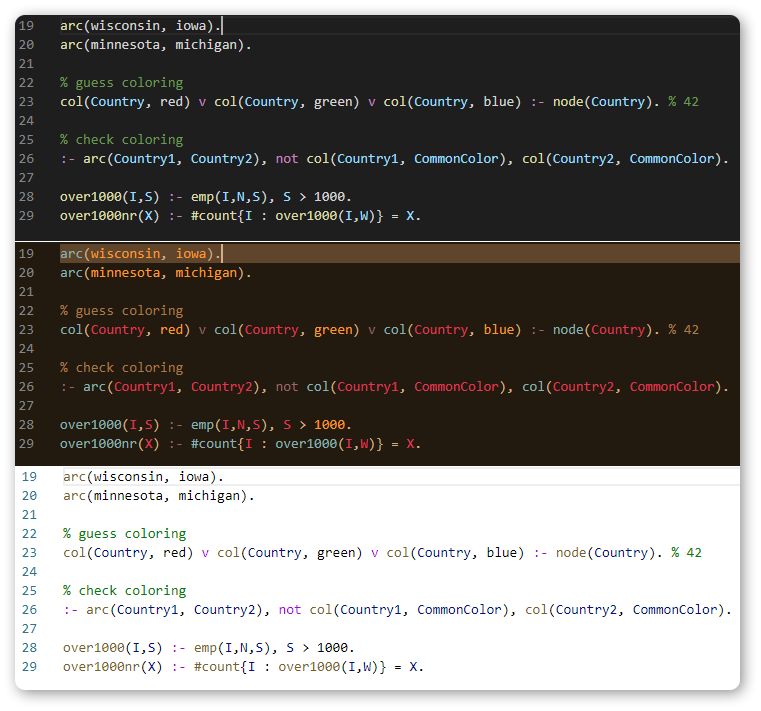 19 arc(wisconsin, iowa).
20 arc(minnesota, michigan).
21
22 % guess coloring
23 col(Country, red) v col(Country, green) v col(Country, blue) :- node(Country). % 42
24
25 % check coloring
26 :- arc(Country1, Country2), not col(Country1, CommonColor), col(Country2, CommonColor).
27
28 over1000(I,S) :- emp(I,N,S), S > 1000.
29 over1000nr(X) :- #count{I : over1000(I,W)} = X.
19 arc(wisconsin, iowa).
20 arc(minnesota, michigan).
21
22 % guess coloring
23 col(Country, red) v col(Country, green) v col(Country, blue) :- node(Country). % 42
24
25 % check coloring
26 :- arc(Country1, Country2), not col(Country1, CommonColor), col(Country2, CommonColor).
27
28 over1000(I,S) :- emp(I,N,S), S > 1000.
29 over1000nr(X) :- #count{I : over1000(I,W)} = X.
19 arc(wisconsin, iowa).
20 arc(minnesota, michigan).
21
22 % guess coloring
23 col(Country, red) v col(Country, green) v col(Country, blue) :- node(Country). % 42
24
25 % check coloring
26 :- arc(Country1, Country2), not col(Country1, CommonColor), col(Country2, CommonColor).
27
28 over1000(I,S) :- emp(I,N,S), S > 1000.
29 over1000nr(X) :- #count{I : over1000(I,W)} = X.